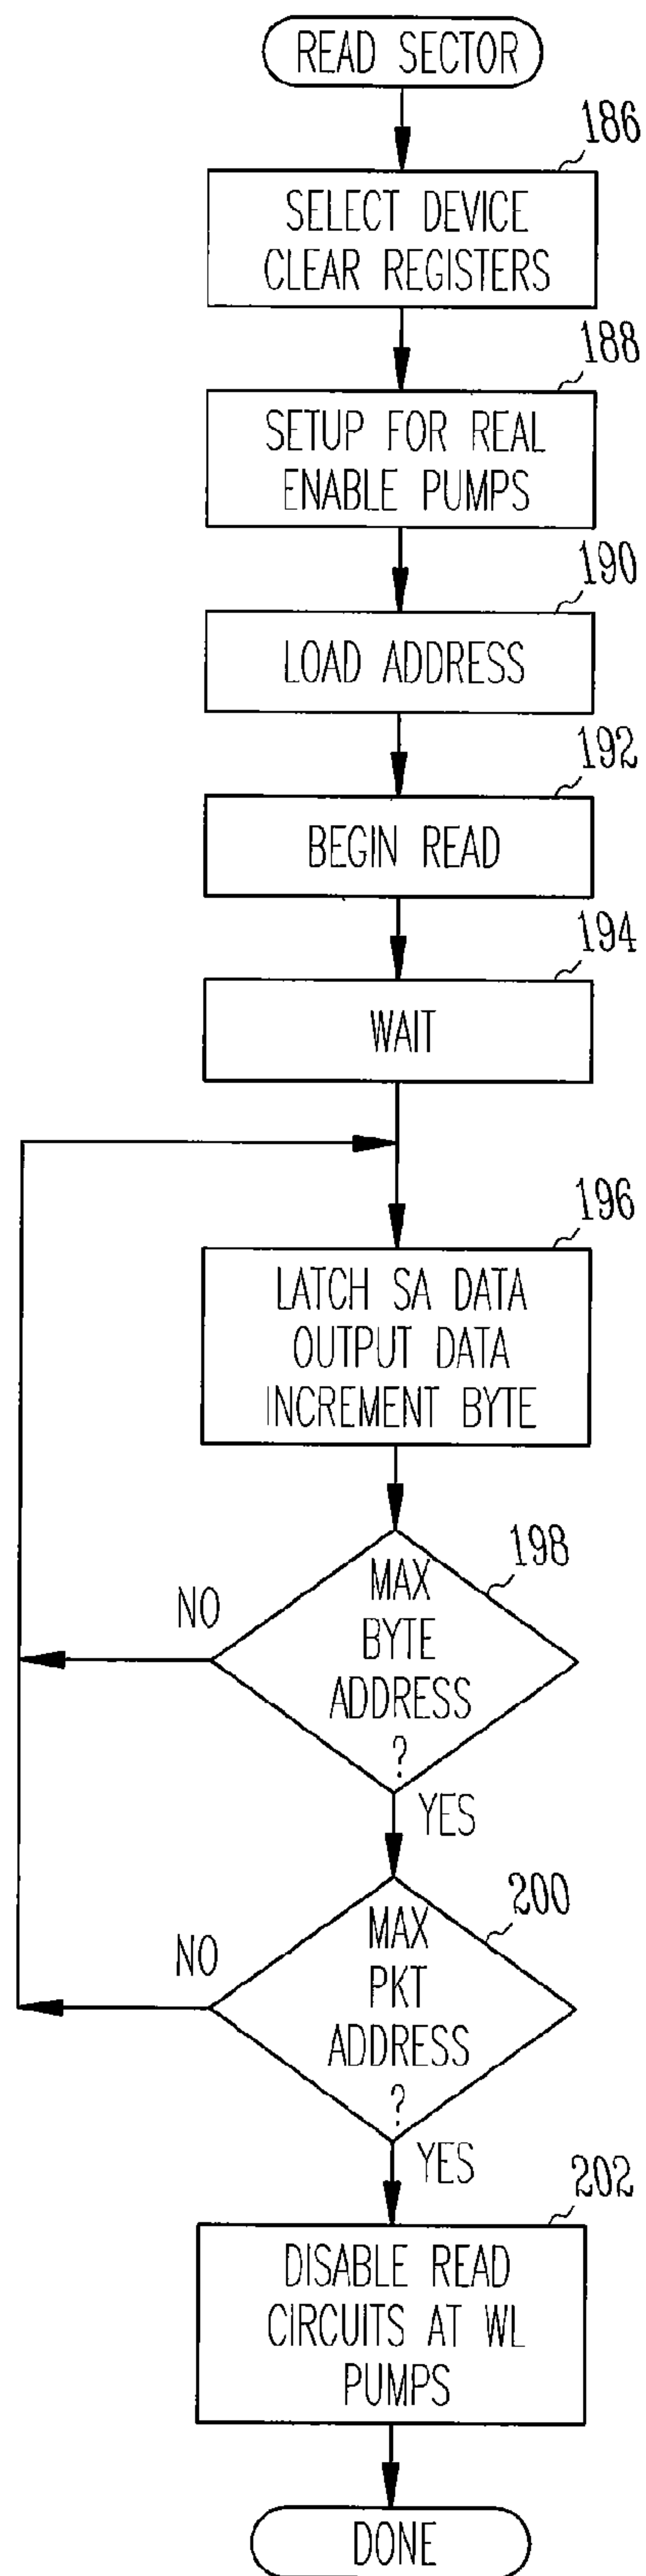 READ SECTOR
186
SELECT DEVICE
CLEAR REGISTERS
188
SETUP FOR REAL
ENABLE PUMPS
190
LOAD ADDRESS
192
BEGIN READ
194
WAIT
196
LATCH SA DATA
OUTPUT DATA
INCREMENT BYTE
198
MAX
BYTE
ADDRESS
?
NO
YES
200
MAX
PKT
ADDRESS
?
NO
YES
202
DISABLE READ
CIRCUITS AT WL
PUMPS
DONE